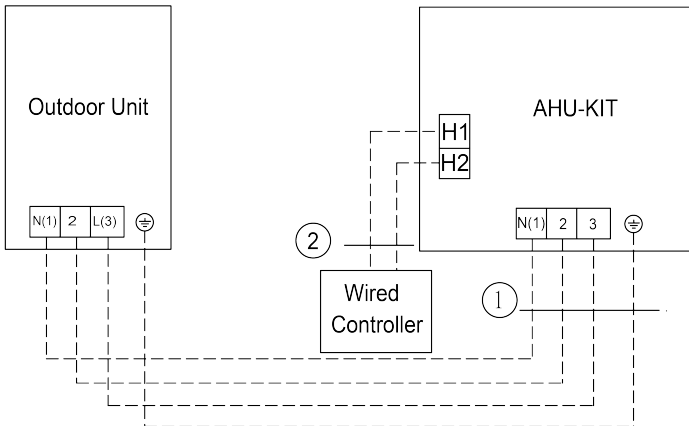 Outdoor Unit
AHU-KIT
H1
H2
N(1) 2 L(3)
N(1) 2 3
2
Wired
Controller
1